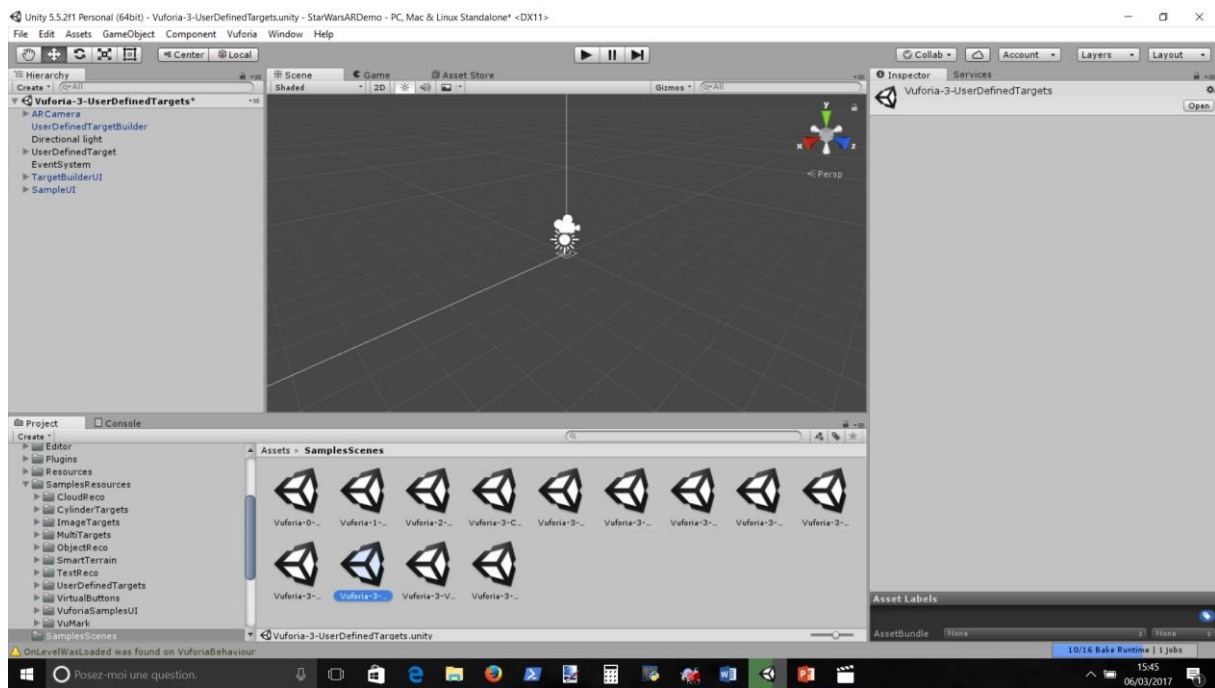 Unity 5.5.2f1 Personal (64bit) - Vuforia-3-UserDefinedTargets.unity - StarWarsARDemo - PC, Mac & Linux Standalone* <DX11>
File Edit Assets GameObject Component Vuforia Window Help
Center Local Collab Account Layers Layout
Hierarchy Scene Game Asset Store Inspector Services
Create All Shaded 2D Gizmos All Vuforia-3-UserDefinedTargets
Vuforia-3-UserDefinedTargets* Open
ARCamera
UserDefinedTargetBuilder
Directional light
UserDefinedTarget
EventSystem
TargetBuilderUI
SampleUI
y
x z
Persp
Project Console
Create
Editor
Assets SamplesScenes
Plugins
Resources
SamplesResources
CloudReco
CylinderTargets
ImageTargets
MultiTargets
ObjectReco
SmartTerrain
TextReco
UserDefinedTargets
VirtualButtons
VuforiaSamplesUI
VuMark
SamplesScenes
Vuforia-0-... Vuforia-1-... Vuforia-2-... Vuforia-3-C... Vuforia-3-... Vuforia-3-... Vuforia-3-... Vuforia-3-... Vuforia-3-...
Vuforia-3-... Vuforia-3-... Vuforia-3-V... Vuforia-3-...
Vuforia-3-UserDefinedTargets.unity
Asset Labels
AssetBundle None None
OnLevelWasLoaded was found on VuforiaBehaviour
10/16 Bake Runtime | 1 jobs
Posez-moi une question.
15:45
06/03/2017